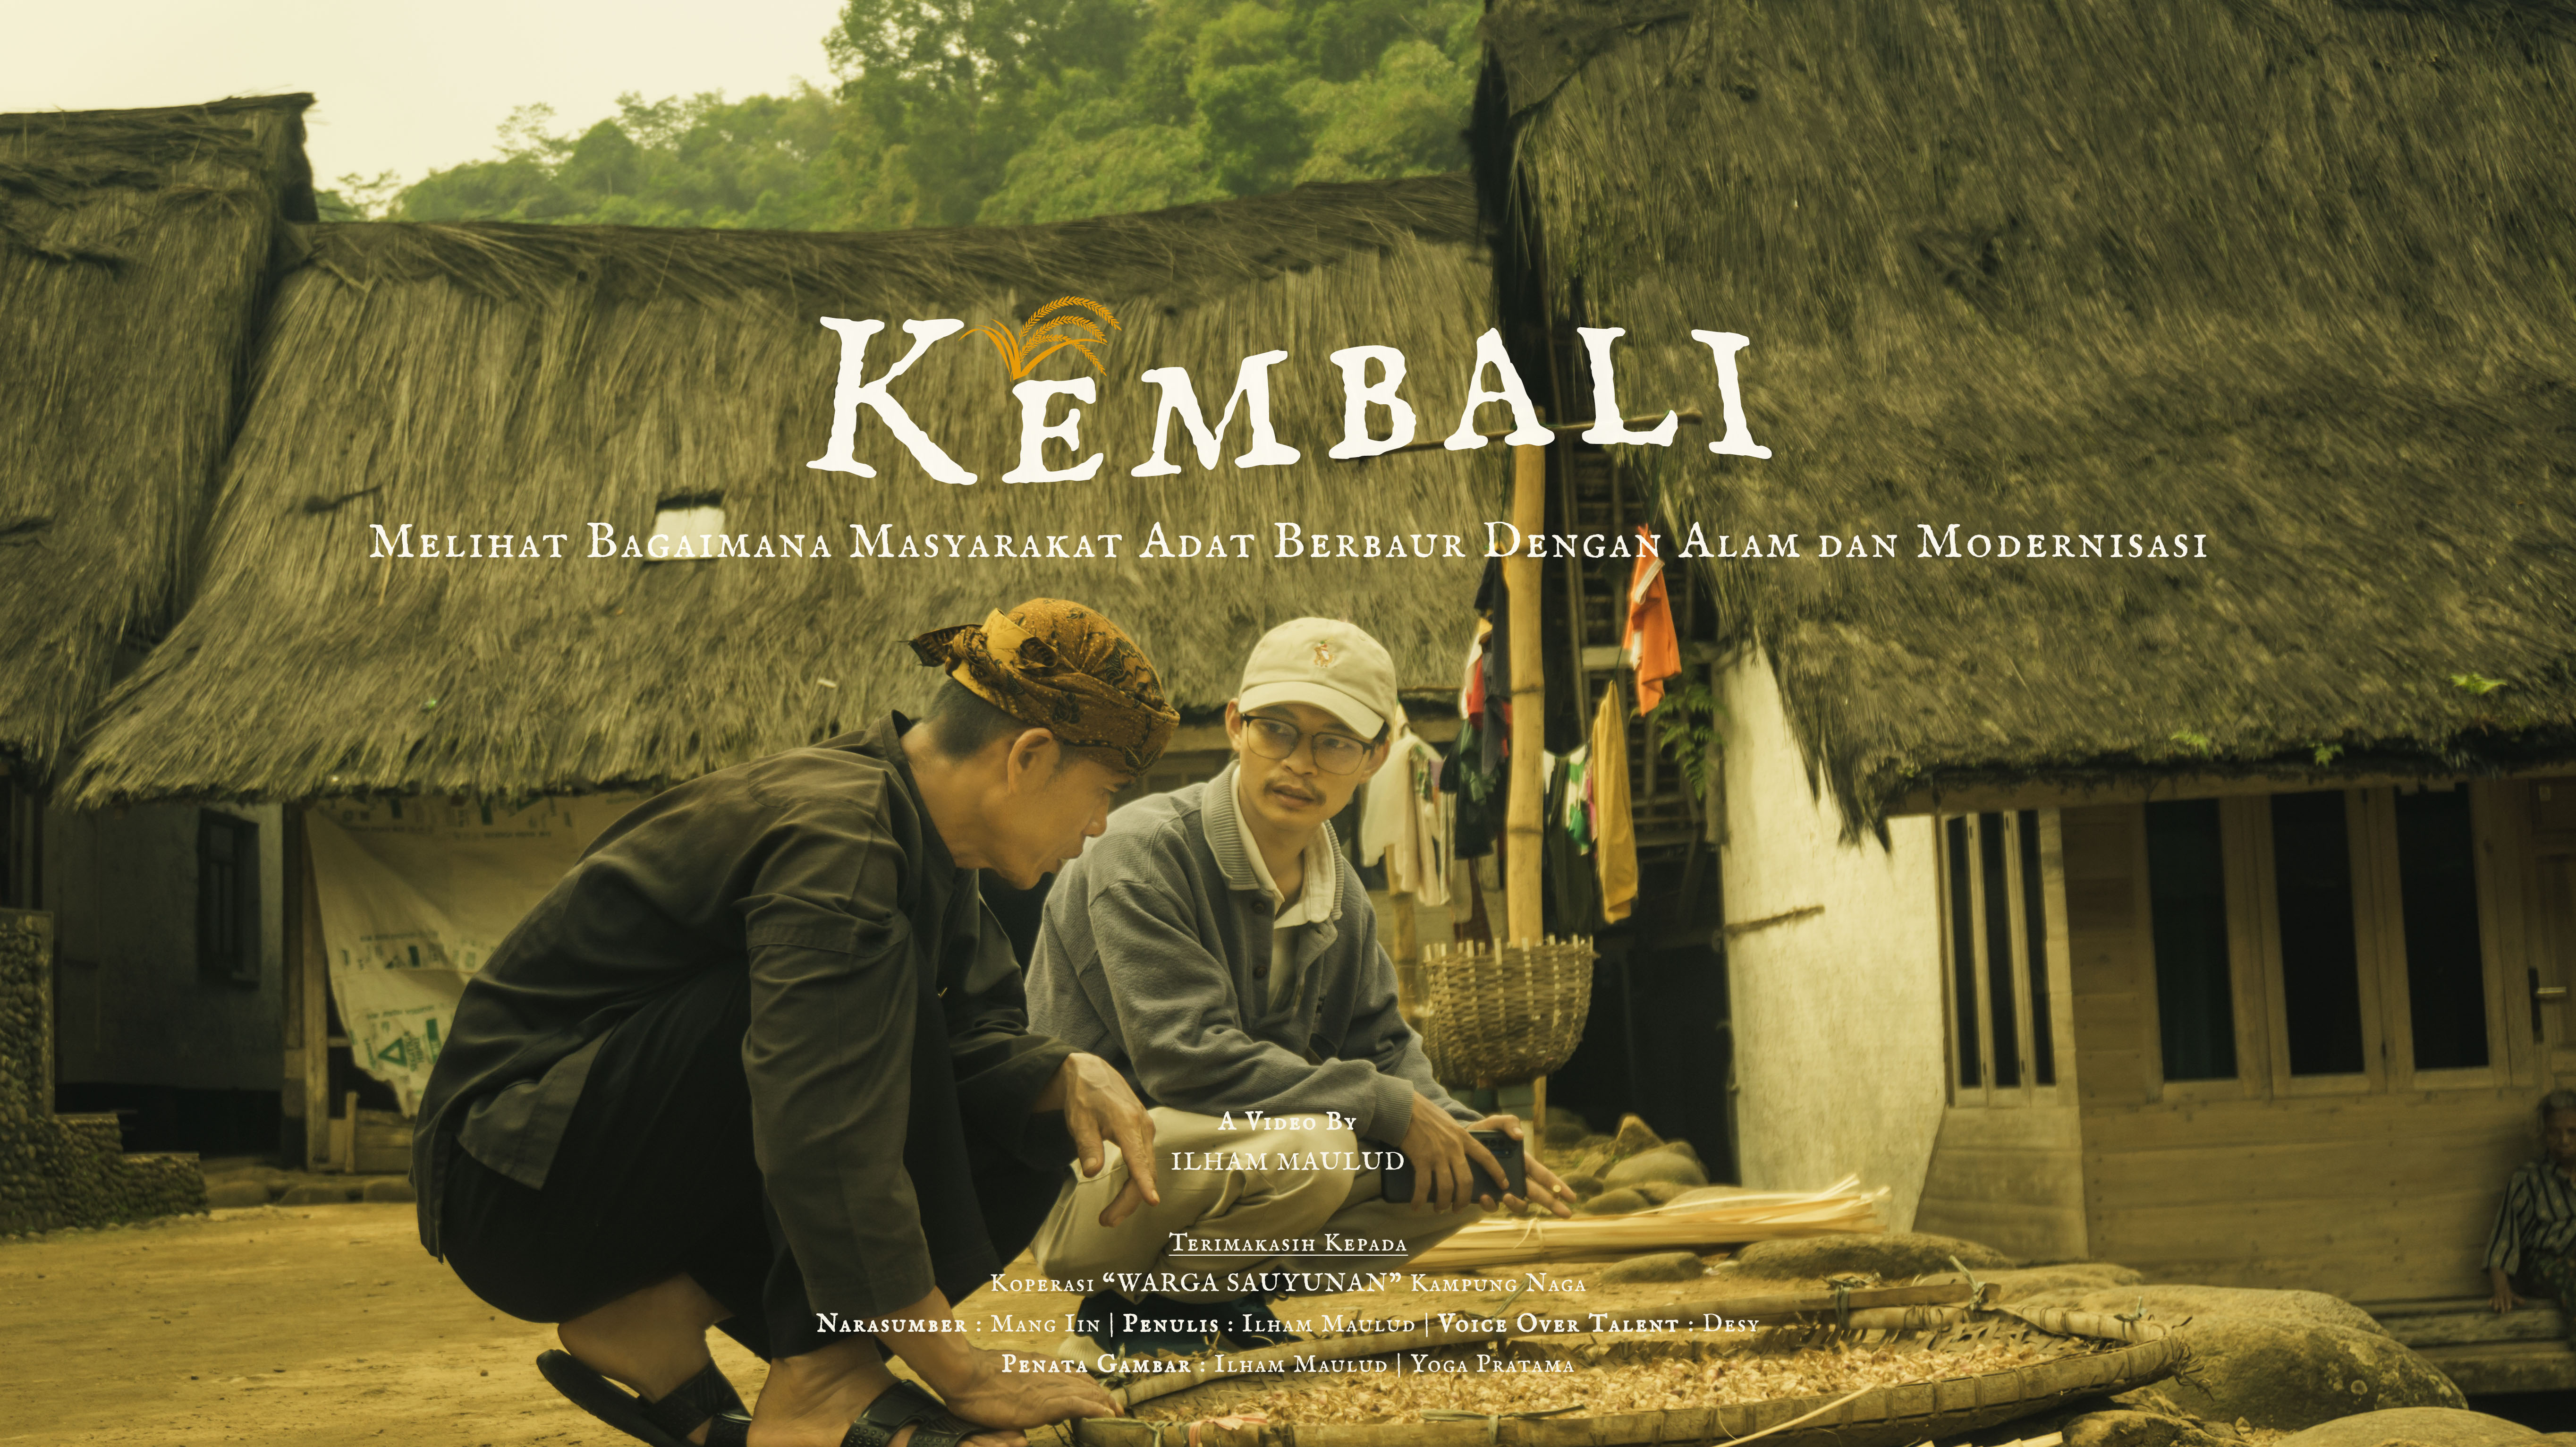 KEMBALI
Melihat Bagaimana Masyarakat Adat Berbaur Dengan Alam dan Modernisasi
A Video By
ILHAM MAULUD
Terimakasih Kepada
Koperasi “WARGA SAUYUNAN” Kampung Naga
Narasumber : Mang Iin | Penulis : Ilham Maulud | Voice Over Talent : Desy
Penata Gambar : Ilham Maulud | Yoga Pratama